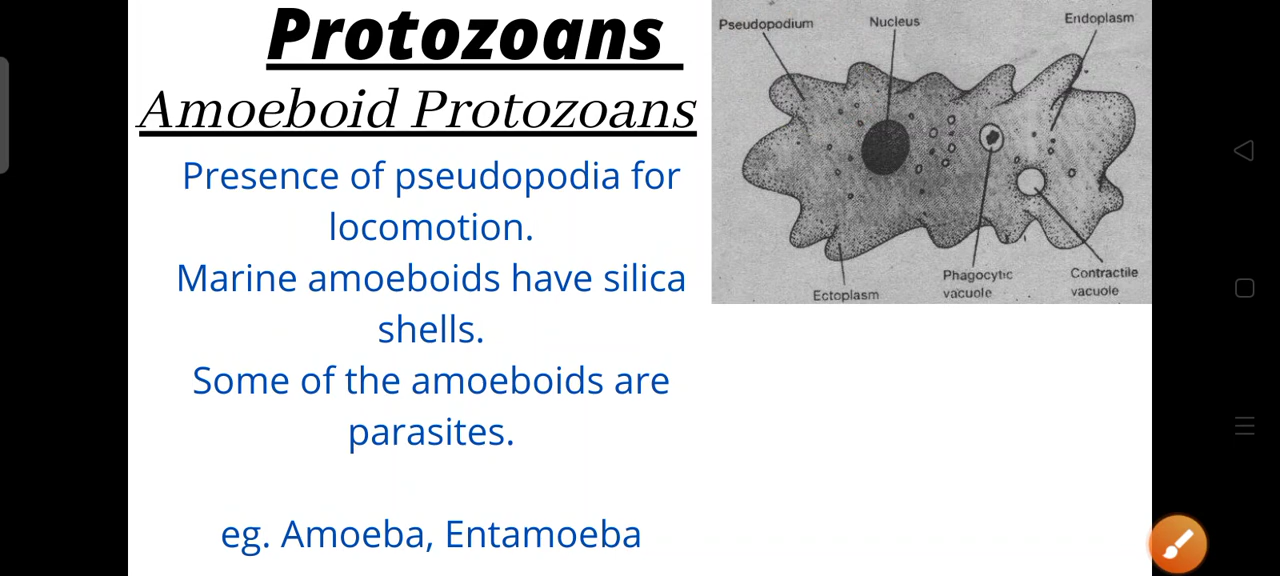 Protozoans
Amoeboid Protozoans
Presence of pseudopodia for
locomotion.
Marine amoeboids have silica
shells.
Some of the amoeboids are
parasites.
eg. Amoeba, Entamoeba
Pseudopodium
Nucleus
Endoplasm
Ectoplasm
Phagocytic
vacuole
Contractile
vacuole